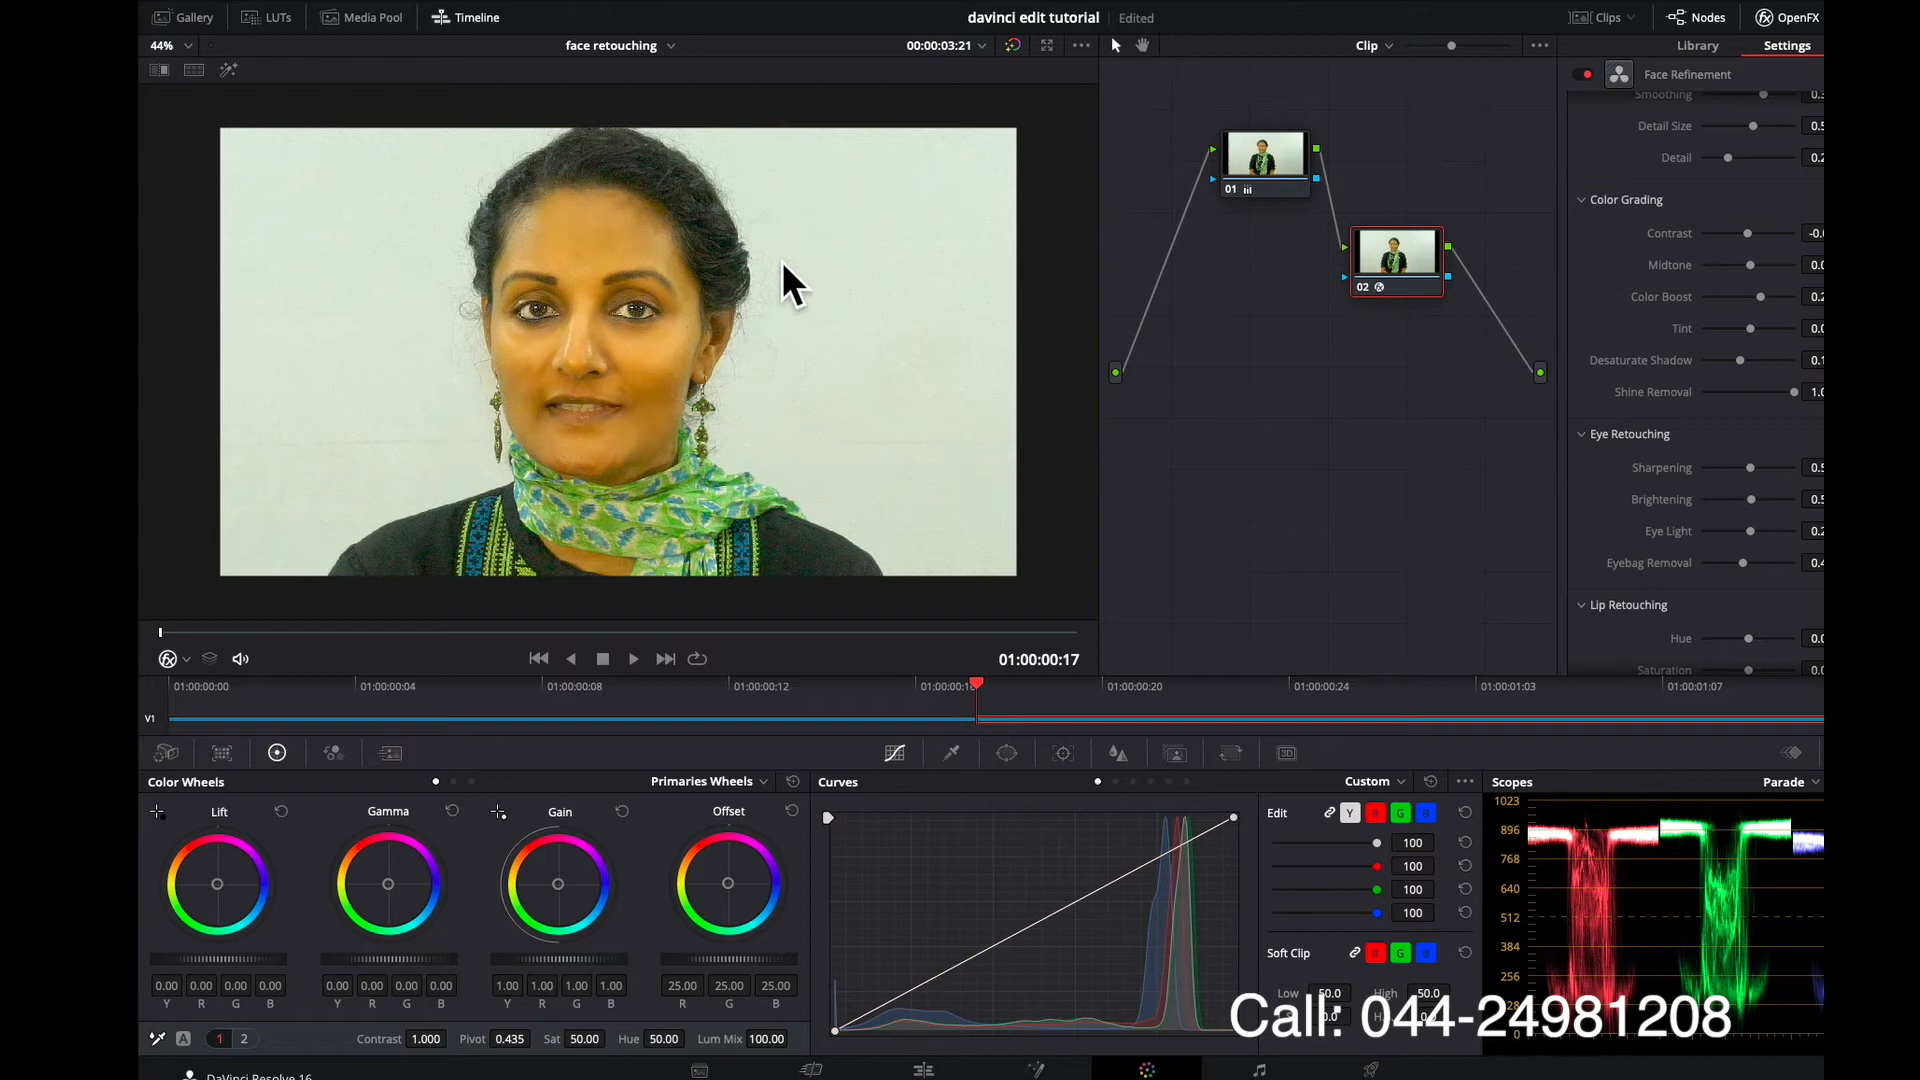 Gallery LUTs Media Pool Timeline davinci edit tutorial Edited Clips Nodes OpenFX
44% face retouching 00:00:03:21 Clip Library Settings
Face Refinement
Smoothing
Detail Size
Detail
Color Grading
Contrast
Midtone
Color Boost
Tint
Desaturate Shadow
Shine Removal
Eye Retouching
Sharpening
Brightening
Eye Light
Eyebag Removal
Lip Retouching
Hue
Saturation
01
02
01:00:00:17
01:00:00:00 01:00:00:04 01:00:00:08 01:00:00:12 01:00:00:20 01:00:00:24 01:00:01:03 01:00:01:07
V1
3D
Color Wheels Primaries Wheels Curves Custom Scopes Parade
Lift Gamma Gain Offset
Edit Y R G B
100
100
100
100
Soft Clip R G B
Low 50.0 High 50.0
0.00 0.00 0.00 0.00 0.00 0.00 0.00 0.00 1.00 1.00 1.00 1.00 25.00 25.00 25.00
Y R G B Y R G B Y R G B R G B
A 1 2 Contrast 1.000 Pivot 0.435 Sat 50.00 Hue 50.00 Lum Mix 100.00
1023
896
768
640
512
384
256
0
Call: 044-24981208
DaVinci Resolve 16